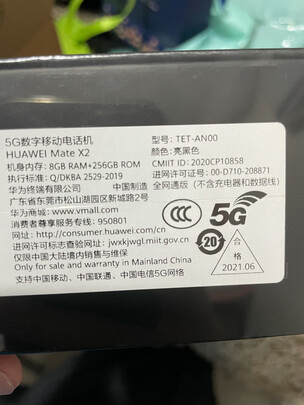 5G数字移动电话机 型号: TET-AN00
HUAWEI Mate X2 颜色: 亮黑色
机身内存: 8GB RAM+256GB ROM CMIIT ID: 2020CP10858
执行标准: Q/DKBA 2529-2019 进网许可证: 00-D710-208871
华为终端有限公司 中国制造 全网通版（不含充电器和数据线）
广东省东莞市松山湖园区新城路2号
华为商城: www.vmall.com
消费者尊享服务专线: 950801
http://consumer.huawei.com/cn
进网许可标志查验网址: jwxkjwgl.miit.gov.cn
仅限中国大陆境内销售与维保
Only for sale and warranty in Mainland China
支持中国移动、中国联通、中国电信5G网络
CCC
5G
20
合格
2021.06